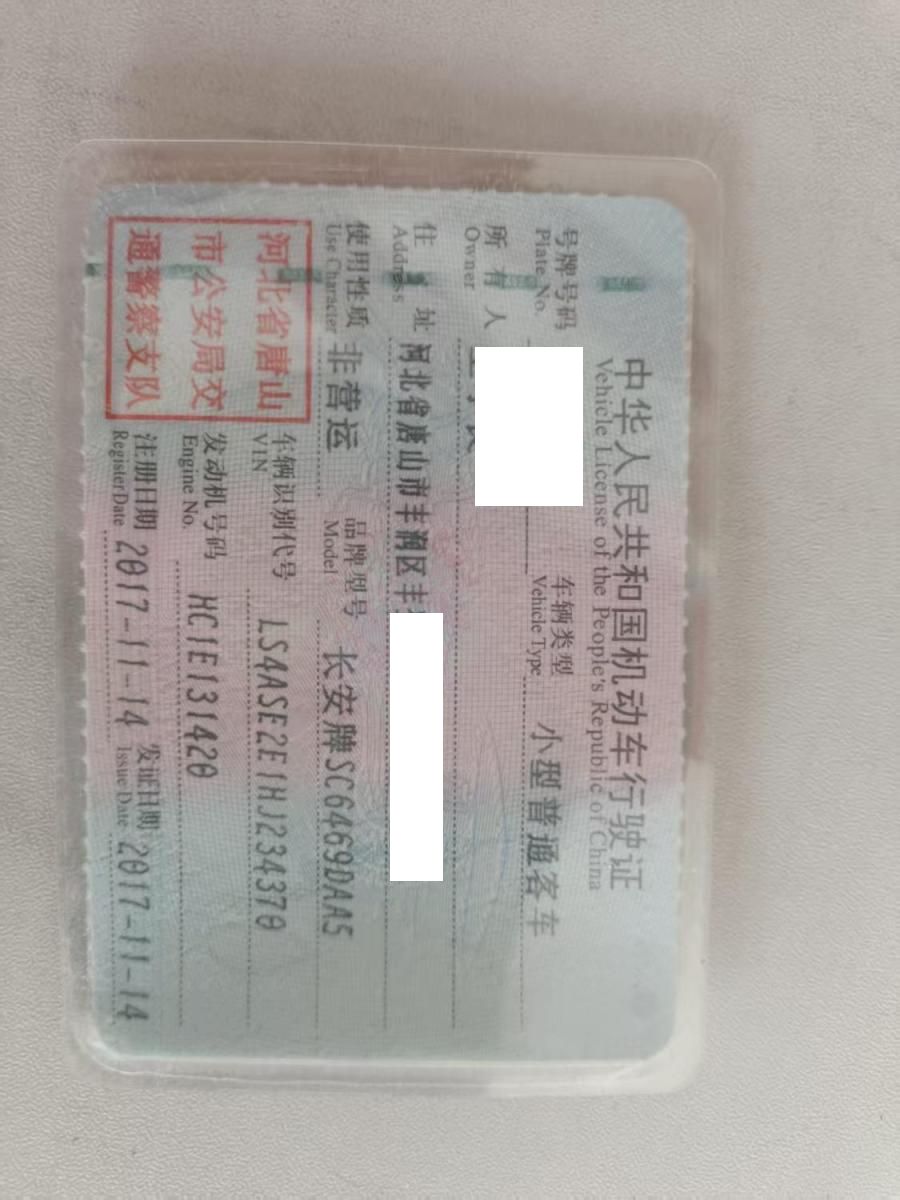 中华人民共和国机动车行驶证
Vehicle License of the People's Republic of China
号牌号码 车辆类型 小型普通客车
Plate No. Vehicle Type
所有人
Owner
住址 河北省唐山市丰润区丰
Address
使用性质 非营运 品牌型号 长安牌SC6469DAA5
Use Character Model
河北省唐山
市公安局交
通警察支队
车辆识别代号 LS4ASE2E1HJ234370
VIN
发动机号码 HC1E131420
Engine No.
注册日期 2017-11-14 发证日期 2017-11-14
Register Date Issue Date